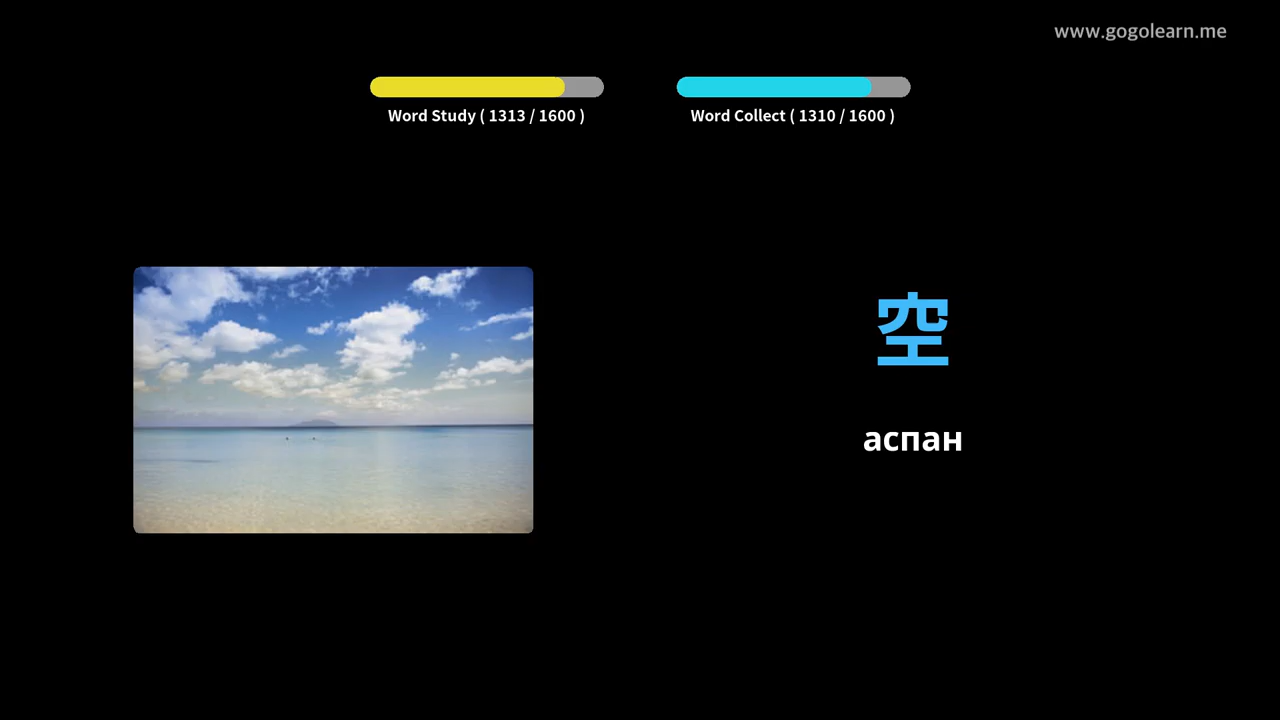 www.gogolearn.me
Word Study ( 1313 / 1600 )
Word Collect ( 1310 / 1600 )
空
аспан